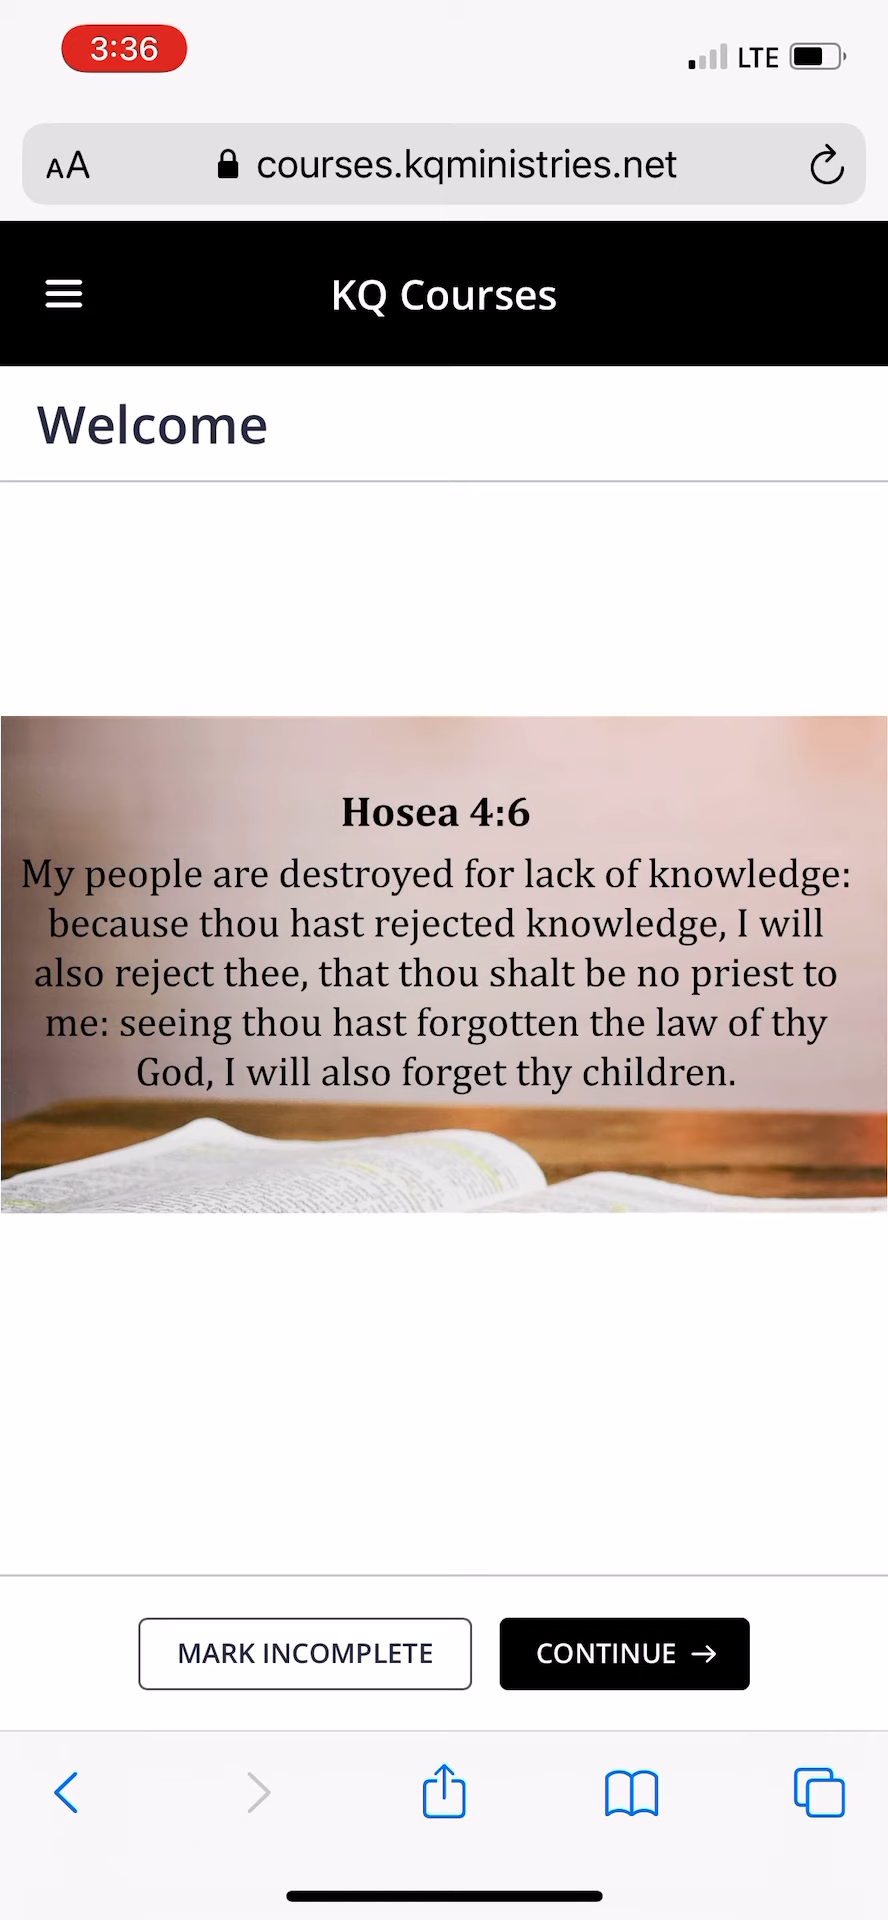 3:36
LTE
AA
courses.kqministries.net
KQ Courses
Welcome
Hosea 4:6
My people are destroyed for lack of knowledge:
because thou hast rejected knowledge, I will
also reject thee, that thou shalt be no priest to
me: seeing thou hast forgotten the law of thy
God, I will also forget thy children.
MARK INCOMPLETE
CONTINUE →